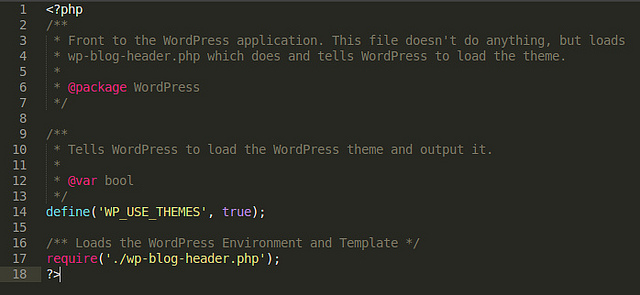 1 <?php
2 /**
3  * Front to the WordPress application. This file doesn't do anything, but loads
4  * wp-blog-header.php which does and tells WordPress to load the theme.
5  *
6  * @package WordPress
7  */
8
9 /**
10  * Tells WordPress to load the WordPress theme and output it.
11  *
12  * @var bool
13  */
14 define('WP_USE_THEMES', true);
15
16 /** Loads the WordPress Environment and Template */
17 require('./wp-blog-header.php');
18 ?>